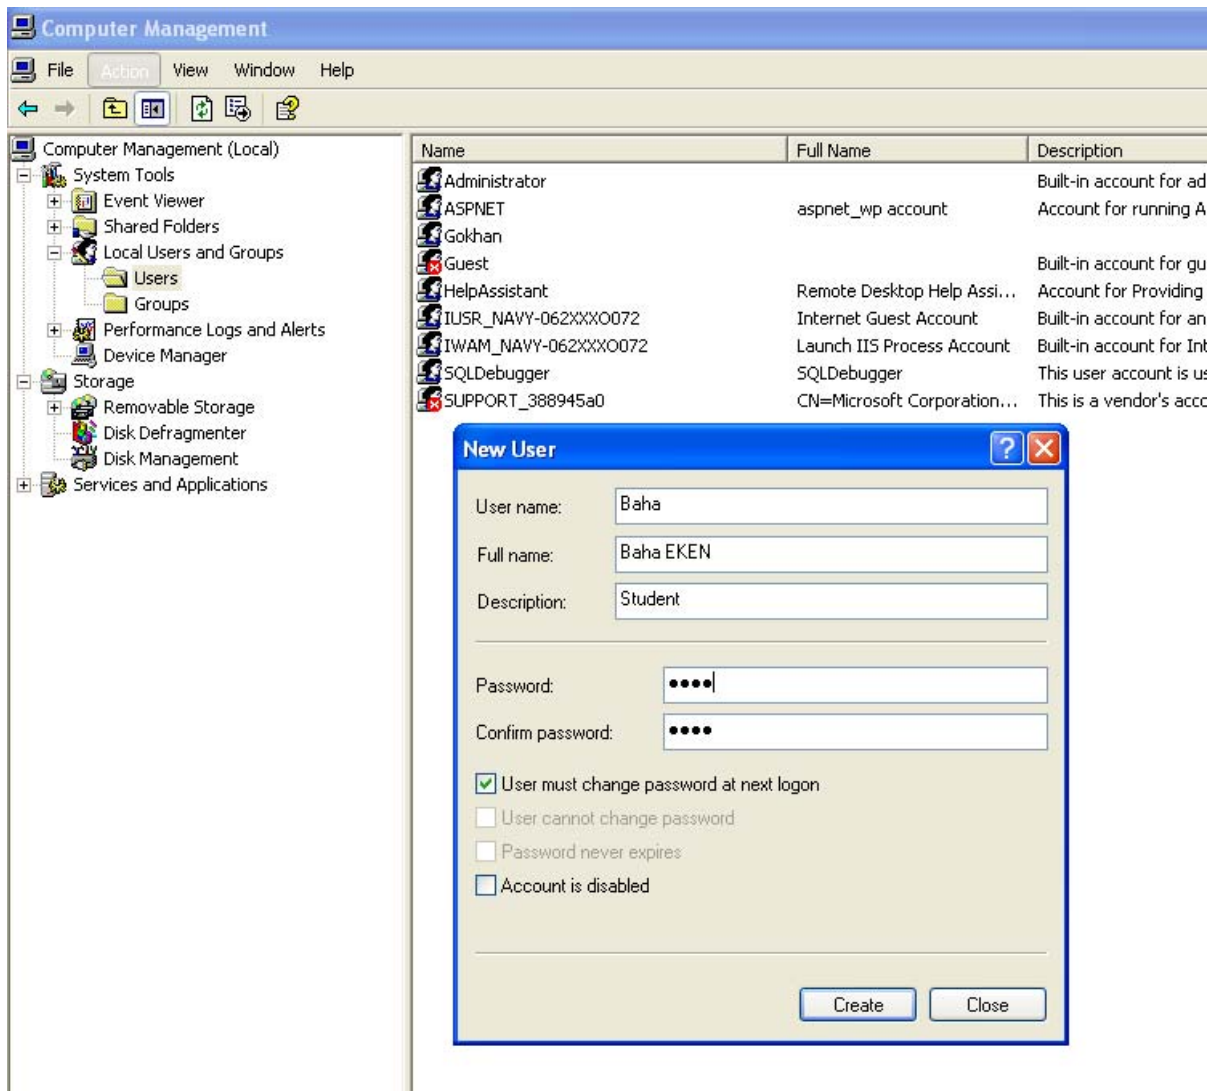 Computer Management
File Action View Window Help
Computer Management (Local)
System Tools
Event Viewer
Shared Folders
Local Users and Groups
Users
Groups
Performance Logs and Alerts
Device Manager
Storage
Removable Storage
Disk Defragmenter
Disk Management
Services and Applications
Name Full Name Description
Administrator Built-in account for ad
ASPNET aspnet_wp account Account for running A
Gokhan
Guest Built-in account for gu
HelpAssistant Remote Desktop Help Assi... Account for Providing
IUSR_NAVY-062XXXO072 Internet Guest Account Built-in account for an
IWAM_NAVY-062XXXO072 Launch IIS Process Account Built-in account for Int
SQLDebugger SQLDebugger This user account is us
SUPPORT_388945a0 CN=Microsoft Corporation... This is a vendor's acco
New User
User name: Baha
Full name: Baha EKEN
Description: Student
Password: ••••
Confirm password: ••••
User must change password at next logon
User cannot change password
Password never expires
Account is disabled
Create Close